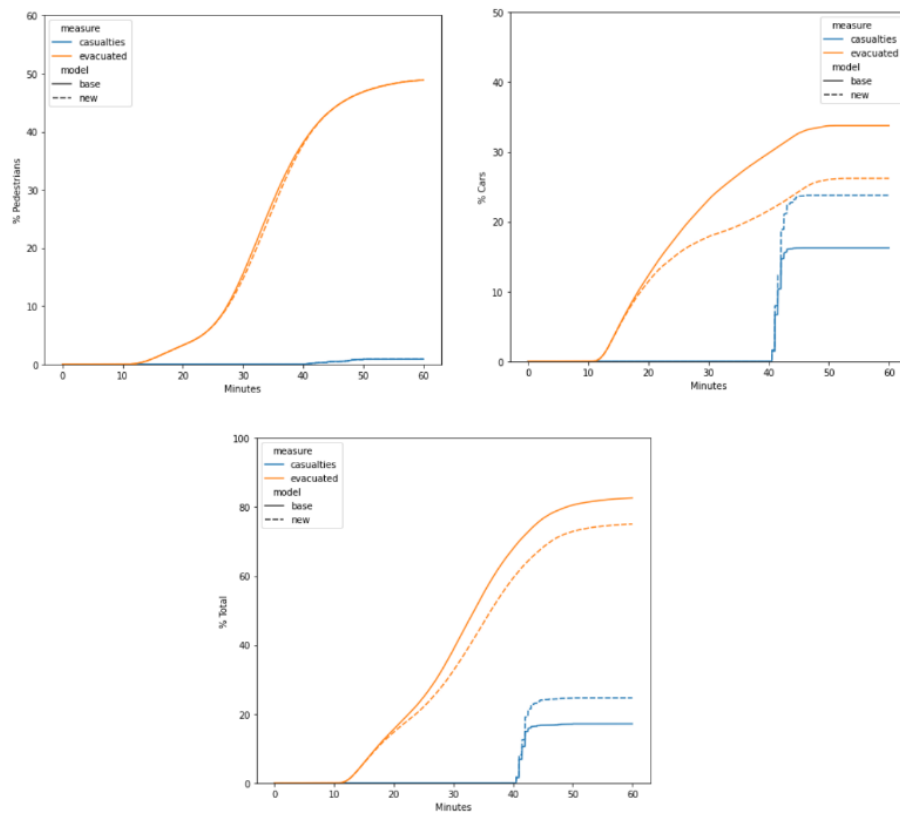 60
50
40
30
20
10
0
% Pedestrians
measure
casualties
evacuated
model
base
new
0 10 20 30 40 50 60
Minutes
50
40
30
20
10
0
% Cars
measure
casualties
evacuated
model
base
new
0 10 20 30 40 50 60
Minutes
100
80
60
40
20
0
% Total
measure
casualties
evacuated
model
base
new
0 10 20 30 40 50 60
Minutes